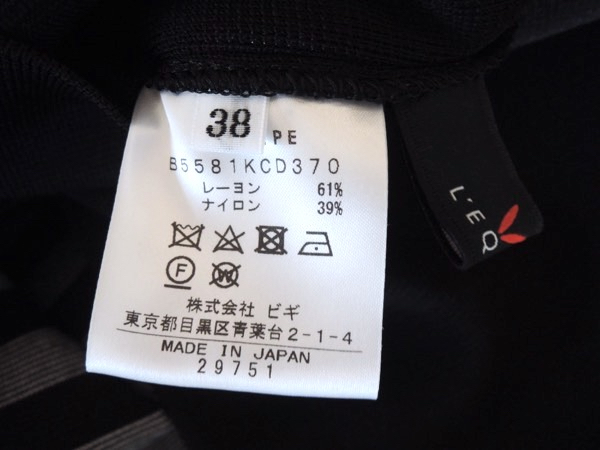 38
PE
B5581KCD370
レーヨン 61%
ナイロン 39%
F W
株式会社 ビギ
東京都目黒区青葉台2-1-4
MADE IN JAPAN
29751
L'EQ